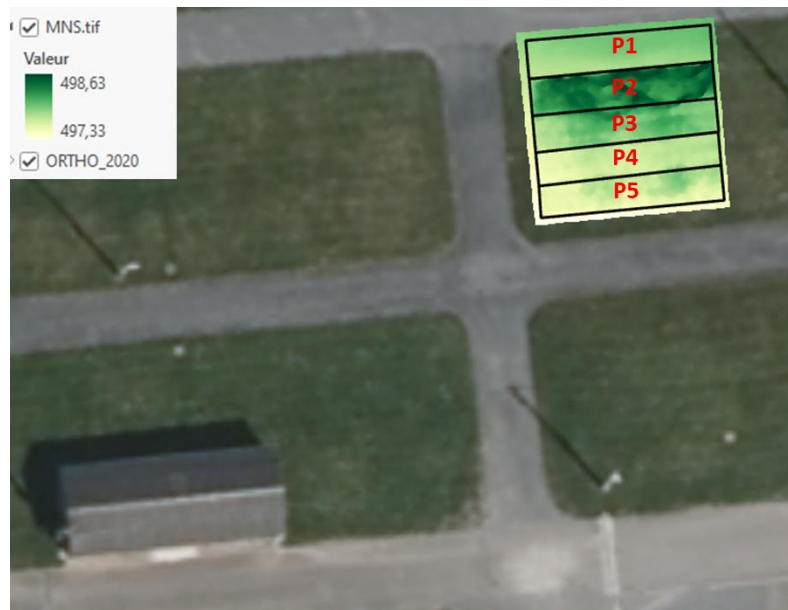 MNS.tif
Valeur
498,63
497,33
ORTHO_2020
P1
P2
P3
P4
P5